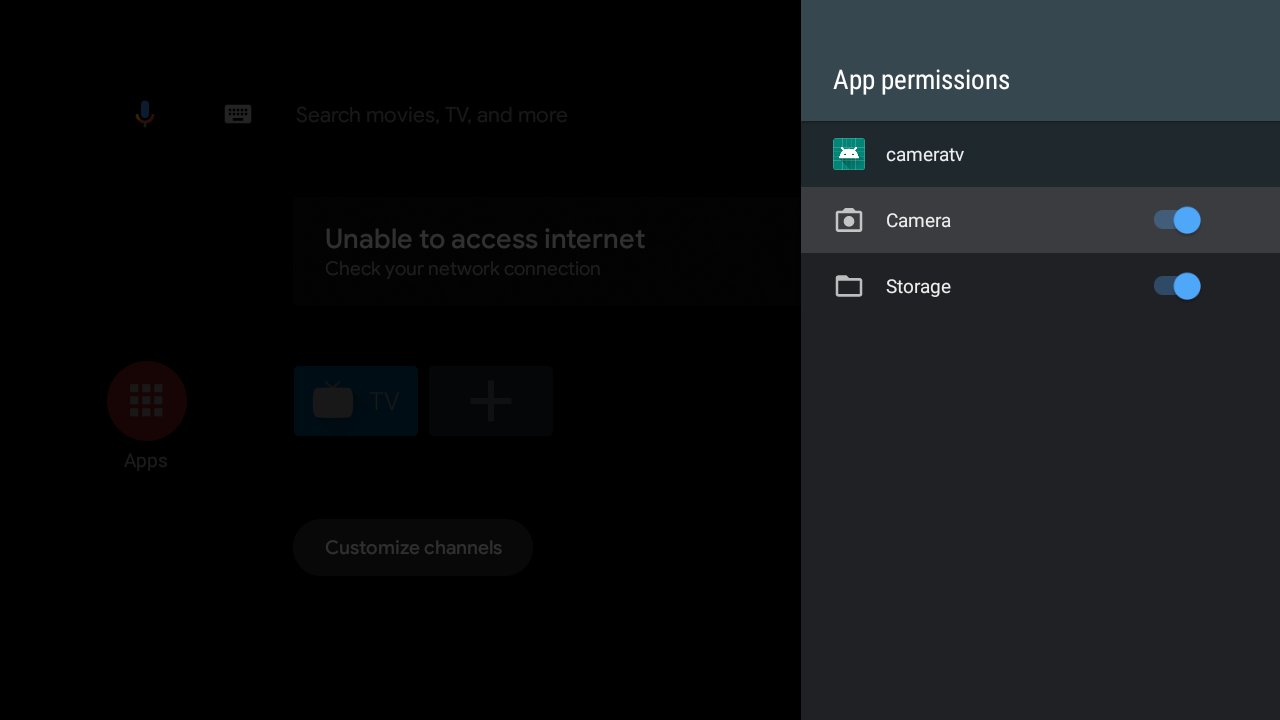 Search movies, TV, and more
Unable to access internet
Check your network connection
TV
Apps
Customize channels
App permissions
cameratv
Camera
Storage